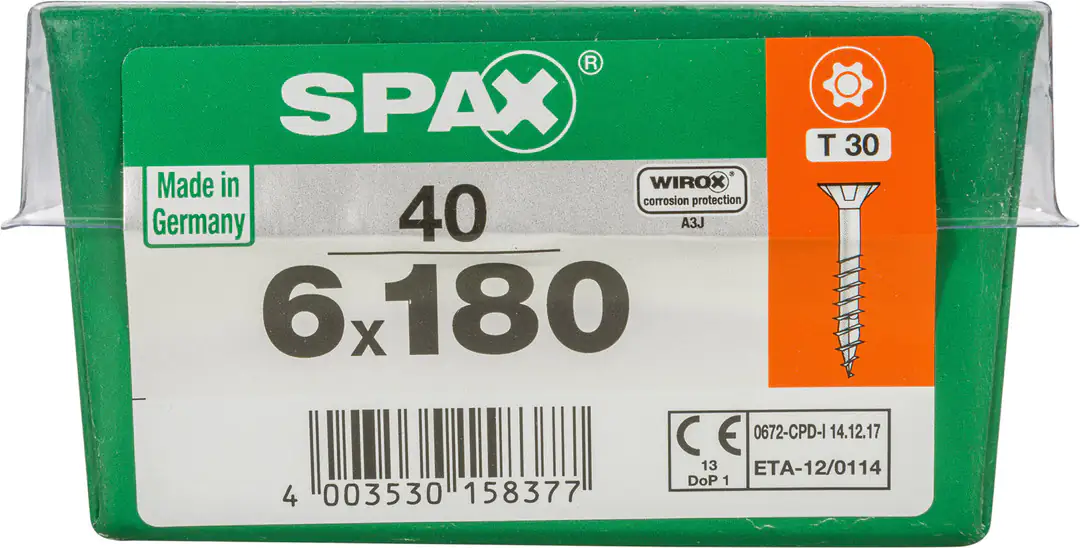 SPAX®
T 30
Made in
Germany
40
WIROX®
corrosion protection
A3J
6x180
CE
13
DoP 1
0672-CPD-I 14.12.17
ETA-12/0114
4 003530 158377